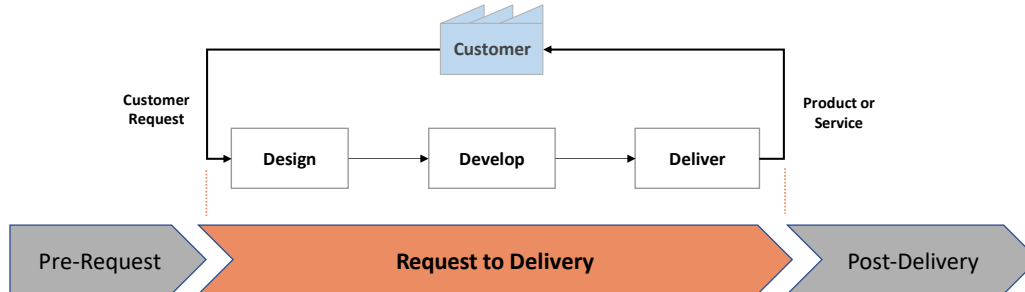 Customer
Customer
Request
Product or
Service
Design
Develop
Deliver
Pre-Request
Request to Delivery
Post-Delivery